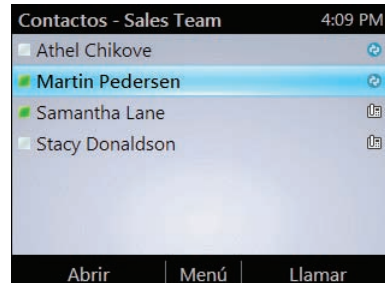 Contactos - Sales Team 4:09 PM
Athel Chikove
Martin Pedersen
Samantha Lane
Stacy Donaldson
Abrir Menú Llamar